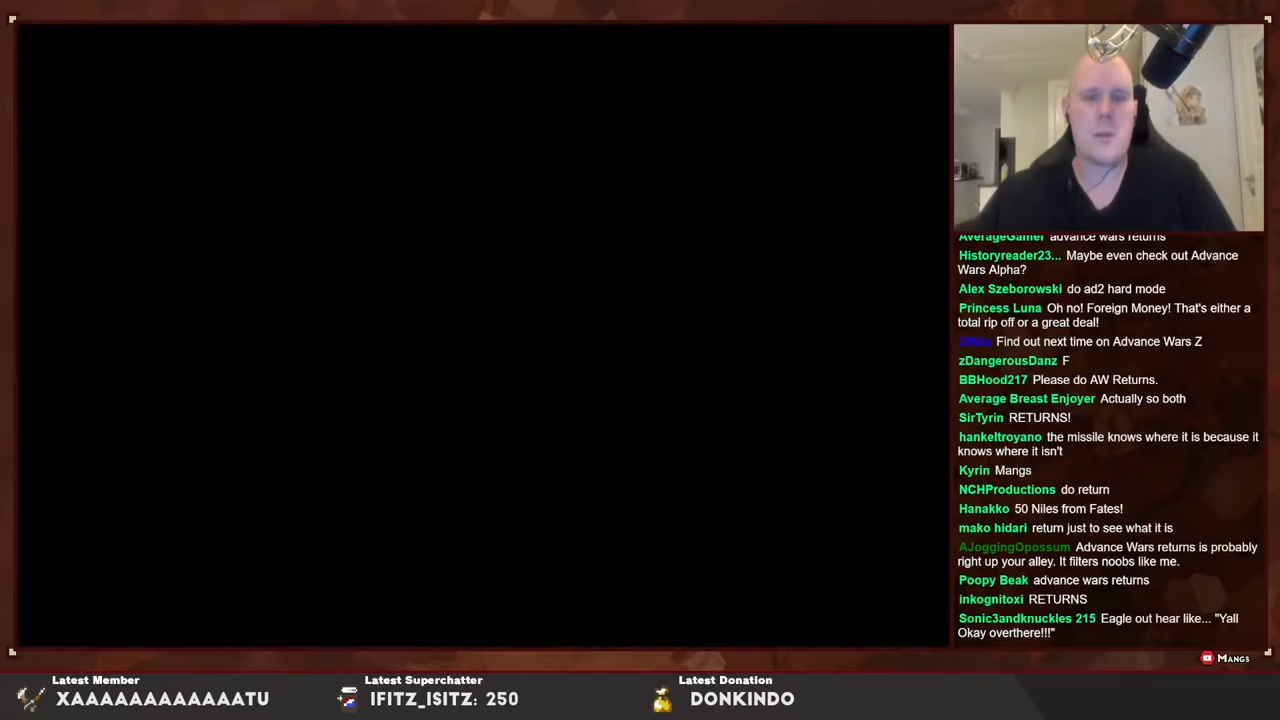 AverageGamer advance wars returns
Historyreader23... Maybe even check out Advance
Wars Alpha?
Alex Szeborowski do ad2 hard mode
Princess Luna Oh no! Foreign Money! That's either a
total rip off or a great deal!
Find out next time on Advance Wars Z
zDangerousDanz F
BBHood217 Please do AW Returns.
Average Breast Enjoyer Actually so both
SirTyrin RETURNS!
hankeltroyano the missile knows where it is because it
knows where it isn't
Kyrin Mangs
NCHProductions do return
Hanakko 50 Niles from Fates!
mako hidari return just to see what it is
AJoggingOpossum Advance Wars returns is probably
right up your alley. It filters noobs like me.
Poopy Beak advance wars returns
inkognitoxi RETURNS
Sonic3andknuckles 215 Eagle out hear like... "Yall
Okay overthere!!!"
Mangs
Latest Member
XAAAAAAAAAAAATU
Latest Superchatter
IFITZ_ISITZ: 250
Latest Donation
DONKINDO